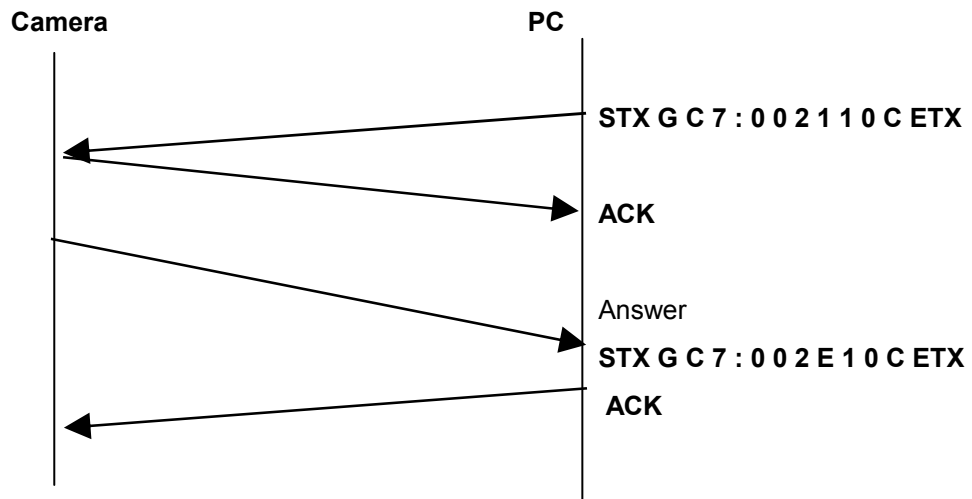 Camera PC
STX G C 7 : 0 0 2 1 1 0 C ETX
ACK
Answer
STX G C 7 : 0 0 2 E 1 0 C ETX
ACK